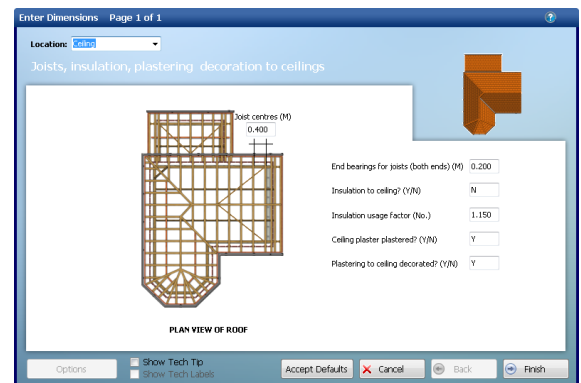 Enter Dimensions Page 1 of 1
Location: Ceiling
Joists, insulation, plastering decoration to ceilings
Joist centres (M)
0.400
End bearings for joists (both ends) (M) 0.200
Insulation to ceiling? (Y/N) N
Insulation usage factor (No.) 1.150
Ceiling plaster plastered? (Y/N) Y
Plastering to ceiling decorated? (Y/N) Y
PLAN VIEW OF ROOF
Options
Show Tech Tip
Show Tech Labels
Accept Defaults
Cancel
Back
Finish